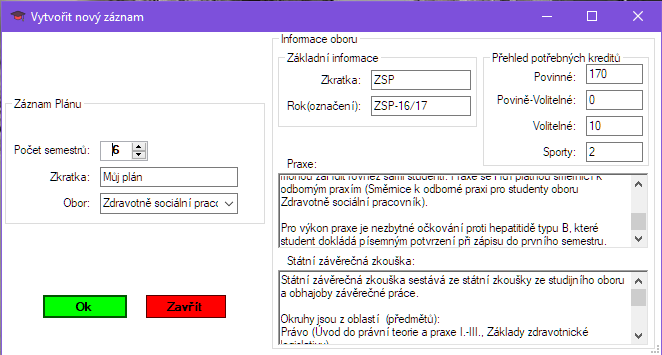 Vytvořit nový záznam
Záznam Plánu
Počet semestrú: 6
Zkratka: Můj plán
Obor: Zdravotně sociální prac
Ok
Zavřít
Informace oboru
Základní informace
Zkratka: ZSP
Rok(označení): ZSP-16/17
Přehled potřebných kreditů
Povinné: 170
Povině-Volitelné: 0
Volitelné: 10
Sporty: 2
Praxe:
odborným praxím (Směrnice k odborné praxi pro studenty oboru
Zdravotně sociální pracovník).
Pro výkon praxe je nezbytné očkování proti hepatitidě typu B, které
student dokládá písemným potvrzení při zápisu do prvního semestru.
Státní závěrečná zkouška:
Státní závěrečná zkouška sestává ze státní zkoušky ze studijního oboru
a obhajoby závěrečné práce.
Okruhy jsou z oblastí (předmětů):
Právo (Úvod do právní teorie a praxe I.-III., Základy zdravotnické